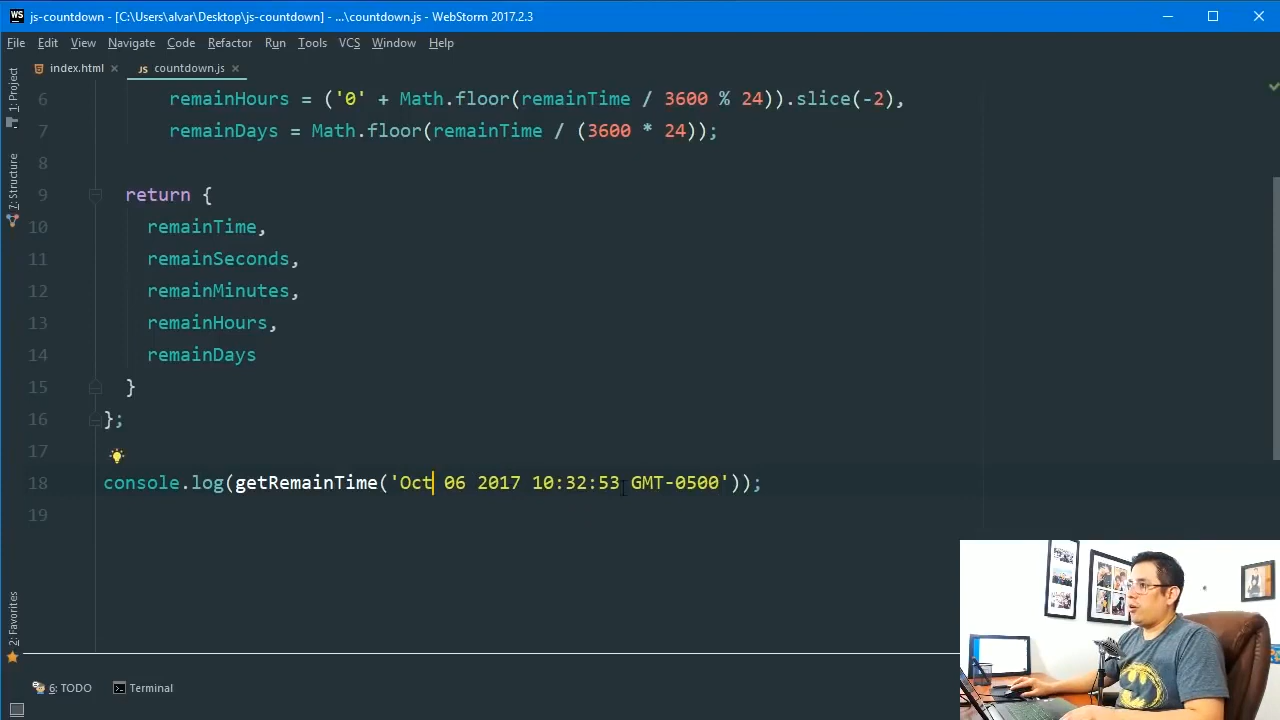 WS js-countdown - [C:\Users\alvar\Desktop\js-countdown] - ...\countdown.js - WebStorm 2017.2.3
File Edit View Navigate Code Refactor Run Tools VCS Window Help
index.html JS countdown.js
1: Project
7: Structure
2: Favorites
6 remainHours = ('0' + Math.floor(remainTime / 3600 % 24)).slice(-2),
7 remainDays = Math.floor(remainTime / (3600 * 24));
8
9 return {
10 remainTime,
11 remainSeconds,
12 remainMinutes,
13 remainHours,
14 remainDays
15 }
16 };
17
18 console.log(getRemainTime('Oct 06 2017 10:32:53 GMT-0500'));
19
6: TODO Terminal